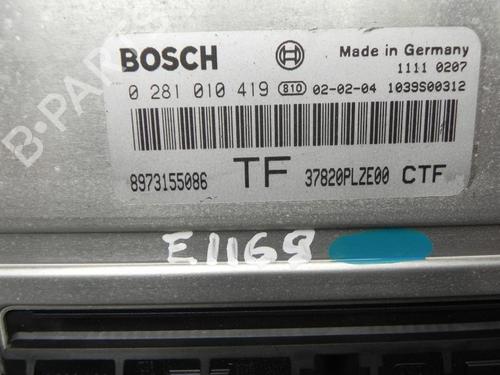 BOSCH Made in Germany
1111 0207
0 281 010 419 810 02-02-04 1039S00312
8973155086 TF 37820PLZE00 CTF
E1168
B-PARTS